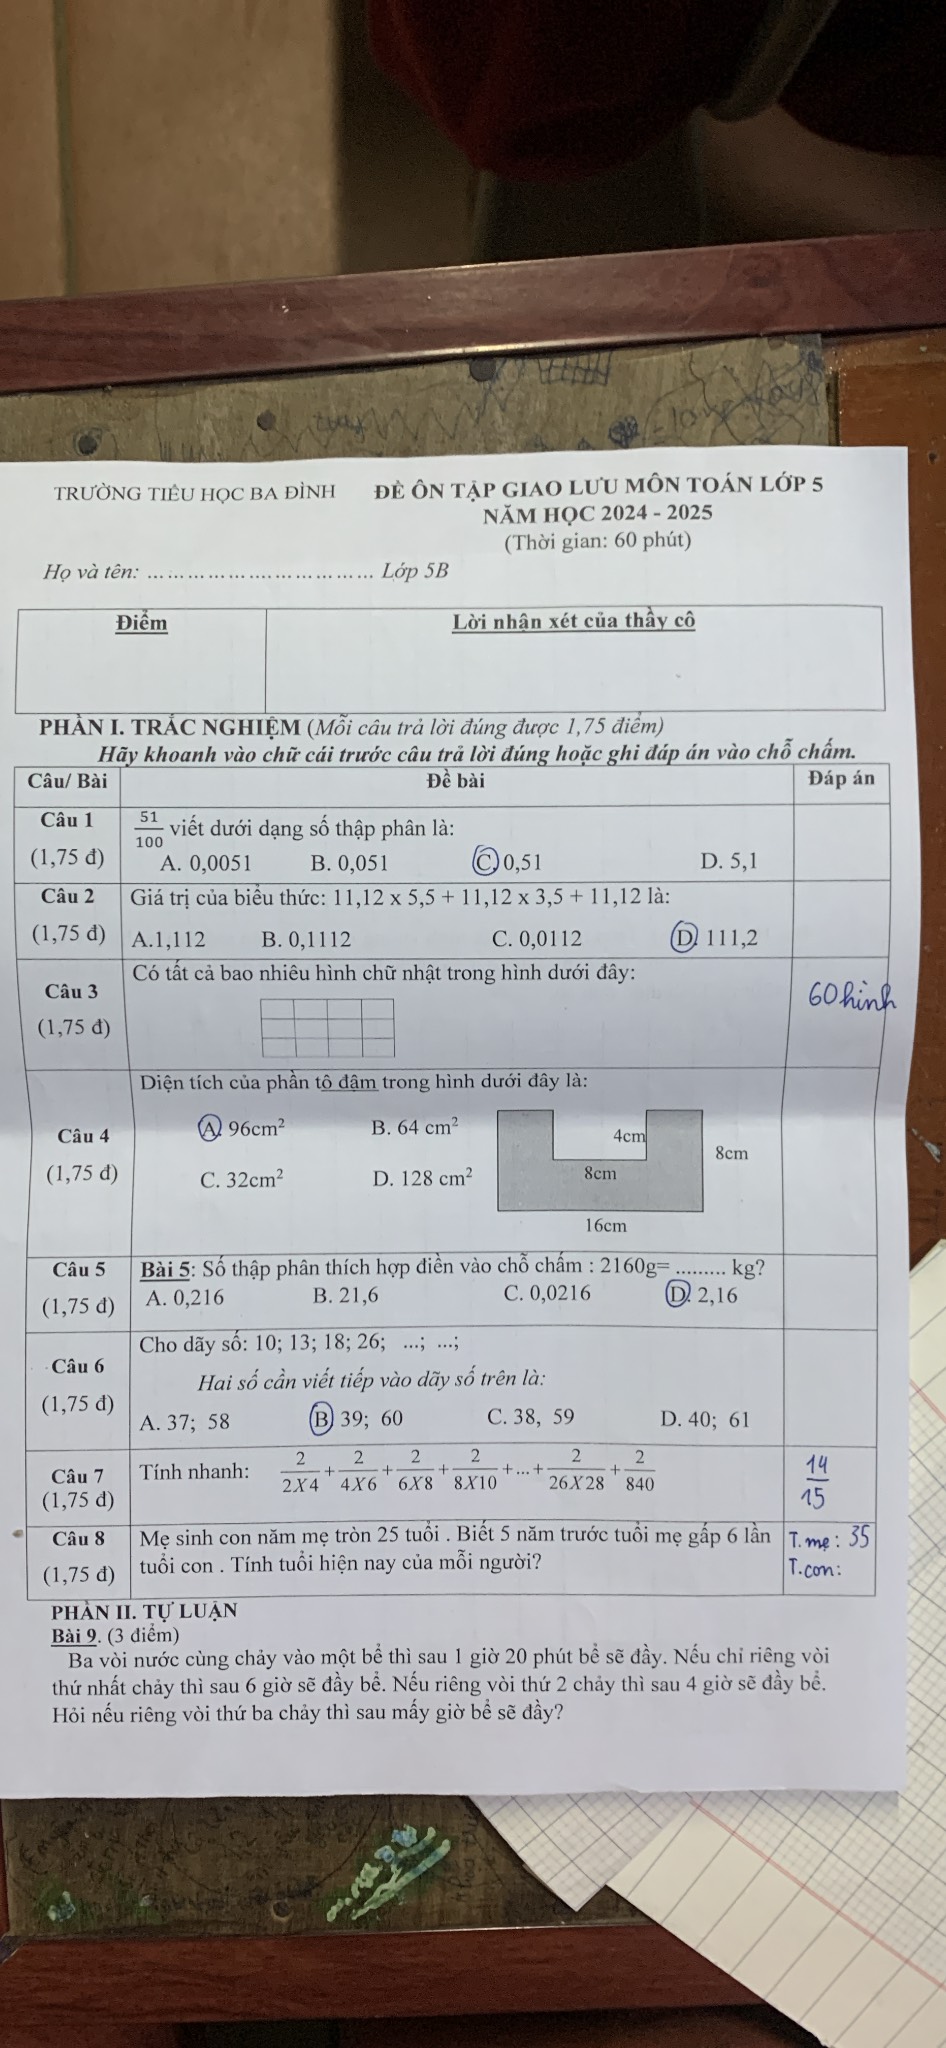 TRƯỜNG TIỂU HỌC BA ĐÌNH
ĐỀ ÔN TẬP GIAO LƯU MÔN TOÁN LỚP 5
NĂM HỌC 2024 - 2025
(Thời gian: 60 phút)
Họ và tên: ................................... Lớp 5B
Điểm
Lời nhận xét của thầy cô
PHẦN I. TRẮC NGHIỆM (Mỗi câu trả lời đúng được 1,75 điểm)
Hãy khoanh vào chữ cái trước câu trả lời đúng hoặc ghi đáp án vào chỗ chấm.
Câu/ Bài Đề bài Đáp án
Câu 1
(1,75 đ)
51/100 viết dưới dạng số thập phân là:
A. 0,0051 B. 0,051 C. 0,51 D. 5,1
Câu 2
(1,75 đ)
Giá trị của biểu thức: 11,12 x 5,5 + 11,12 x 3,5 + 11,12 là:
A.1,112 B. 0,1112 C. 0,0112 D. 111,2
Câu 3
(1,75 đ)
Có tất cả bao nhiêu hình chữ nhật trong hình dưới đây:
60 hình
Câu 4
(1,75 đ)
Diện tích của phần tô đậm trong hình dưới đây là:
A. 96cm² B. 64 cm²
C. 32cm² D. 128 cm²
4cm
8cm
8cm
16cm
Câu 5
(1,75 đ)
Bài 5: Số thập phân thích hợp điền vào chỗ chấm : 2160g= ......... kg?
A. 0,216 B. 21,6 C. 0,0216 D. 2,16
Câu 6
(1,75 đ)
Cho dãy số: 10; 13; 18; 26; ...; ...;
Hai số cần viết tiếp vào dãy số trên là:
A. 37; 58 B. 39; 60 C. 38, 59 D. 40; 61
Câu 7
(1,75 đ)
Tính nhanh: 2/2X4 + 2/4X6 + 2/6X8 + 2/8X10 + ... + 2/26X28 + 2/840
14/15
Câu 8
(1,75 đ)
Mẹ sinh con năm mẹ tròn 25 tuổi . Biết 5 năm trước tuổi mẹ gấp 6 lần
tuổi con . Tính tuổi hiện nay của mỗi người?
T.mẹ: 35
T.con:
PHẦN II. TỰ LUẬN
Bài 9. (3 điểm)
Ba vòi nước cùng chảy vào một bể thì sau 1 giờ 20 phút bể sẽ đầy. Nếu chỉ riêng vòi
thứ nhất chảy thì sau 6 giờ sẽ đầy bể. Nếu riêng vòi thứ 2 chảy thì sau 4 giờ sẽ đầy bể.
Hỏi nếu riêng vòi thứ ba chảy thì sau mấy giờ bể sẽ đầy?